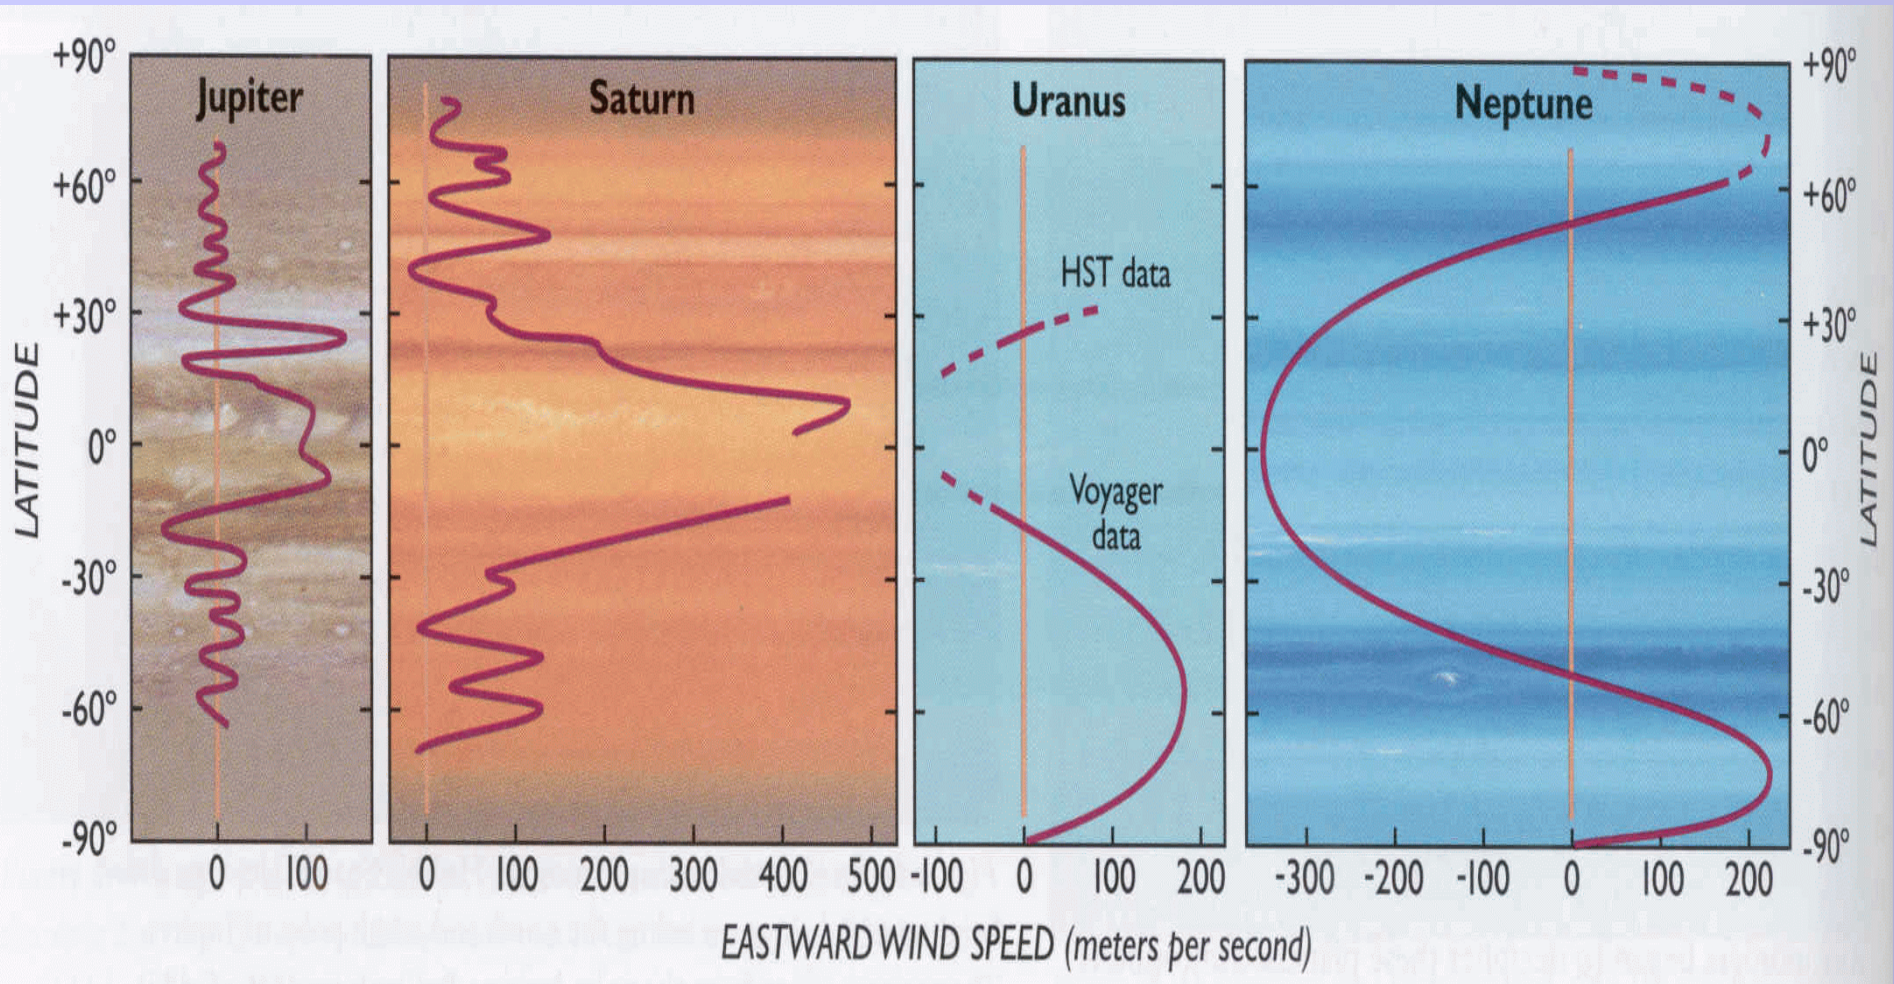 Jupiter
Saturn
Uranus
Neptune
LATITUDE
+90°
+60°
+30°
0°
-30°
-60°
-90°
HST data
Voyager
data
+90°
+60°
+30°
0°
-30°
-60°
-90°
LATITUDE
0 100
0 100 200 300 400 500
-100 0 100 200
-300 -200 -100 0 100 200
EASTWARD WIND SPEED (meters per second)